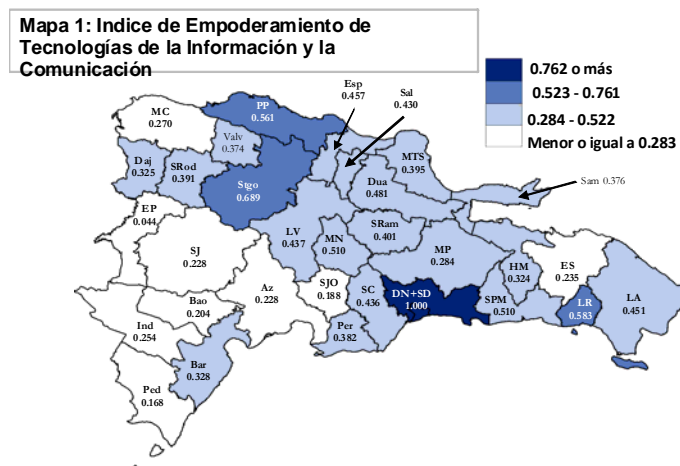 Mapa 1: Indice de Empoderamiento de
Tecnologías de la Información y la
Comunicación
0.762 o más
0.523 - 0.761
0.284 - 0.522
Menor o igual a 0.283
Esp
0.457
Sal
0.430
PP
0.561
MC
0.270
Valv
0.374
Daj
0.325
SRod
0.391
Stgo
0.689
MTS
0.395
Dua
0.481
Sam 0.376
EP
0.044
SJ
0.228
LV
0.437
MN
0.510
SRam
0.401
MP
0.284
HM
0.324
ES
0.235
Az
0.228
SJO
0.188
SC
0.436
DN+SD
1.000
SPM
0.510
LR
0.583
LA
0.451
Bao
0.204
Ind
0.254
Per
0.382
Bar
0.328
Ped
0.168